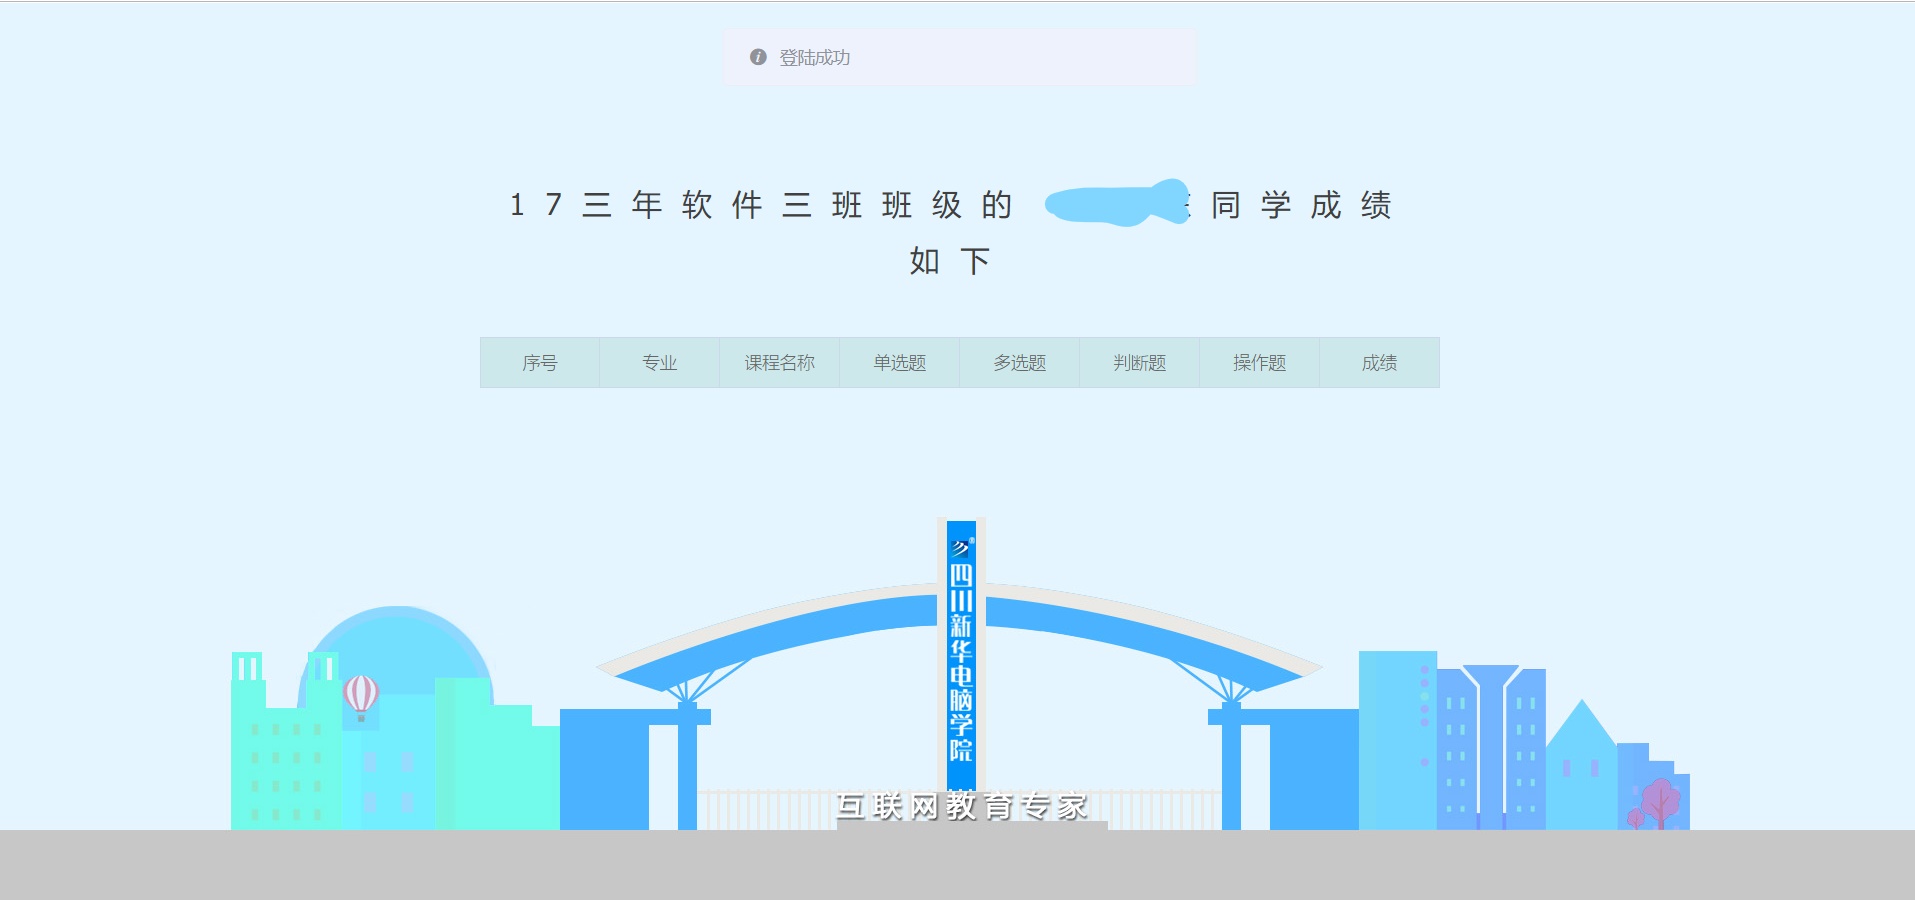 登陆成功
17三年软件三班班级的 同学成绩
如下
序号 专业 课程名称 单选题 多选题 判断题 操作题 成绩
四川新华电脑学院
互联网教育专家